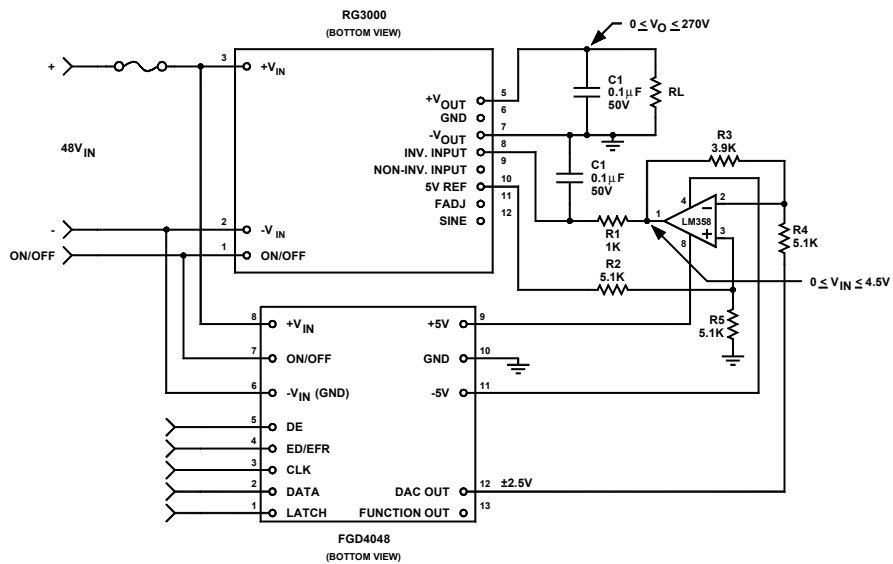 RG3000
(BOTTOM VIEW)
0 ≤ VO ≤ 270V
+
3
+VIN
48VIN
-
2
-VIN
ON/OFF
1
ON/OFF
+VOUT
5
GND
6
-VOUT
7
INV. INPUT
8
NON-INV. INPUT
9
5V REF
10
FADJ
11
SINE
12
C1
0.1µF
50V
RL
C1
0.1µF
50V
R1
1K
R2
5.1K
R3
3.9K
1
4
2
LM358
8
3
−
+
R4
5.1K
0 ≤ VIN ≤ 4.5V
R5
5.1K
8
+VIN
7
ON/OFF
6
-VIN (GND)
5
DE
4
ED/EFR
3
CLK
2
DATA
1
LATCH
+5V
9
GND
10
-5V
11
DAC OUT
12
±2.5V
FUNCTION OUT
13
FGD4048
(BOTTOM VIEW)